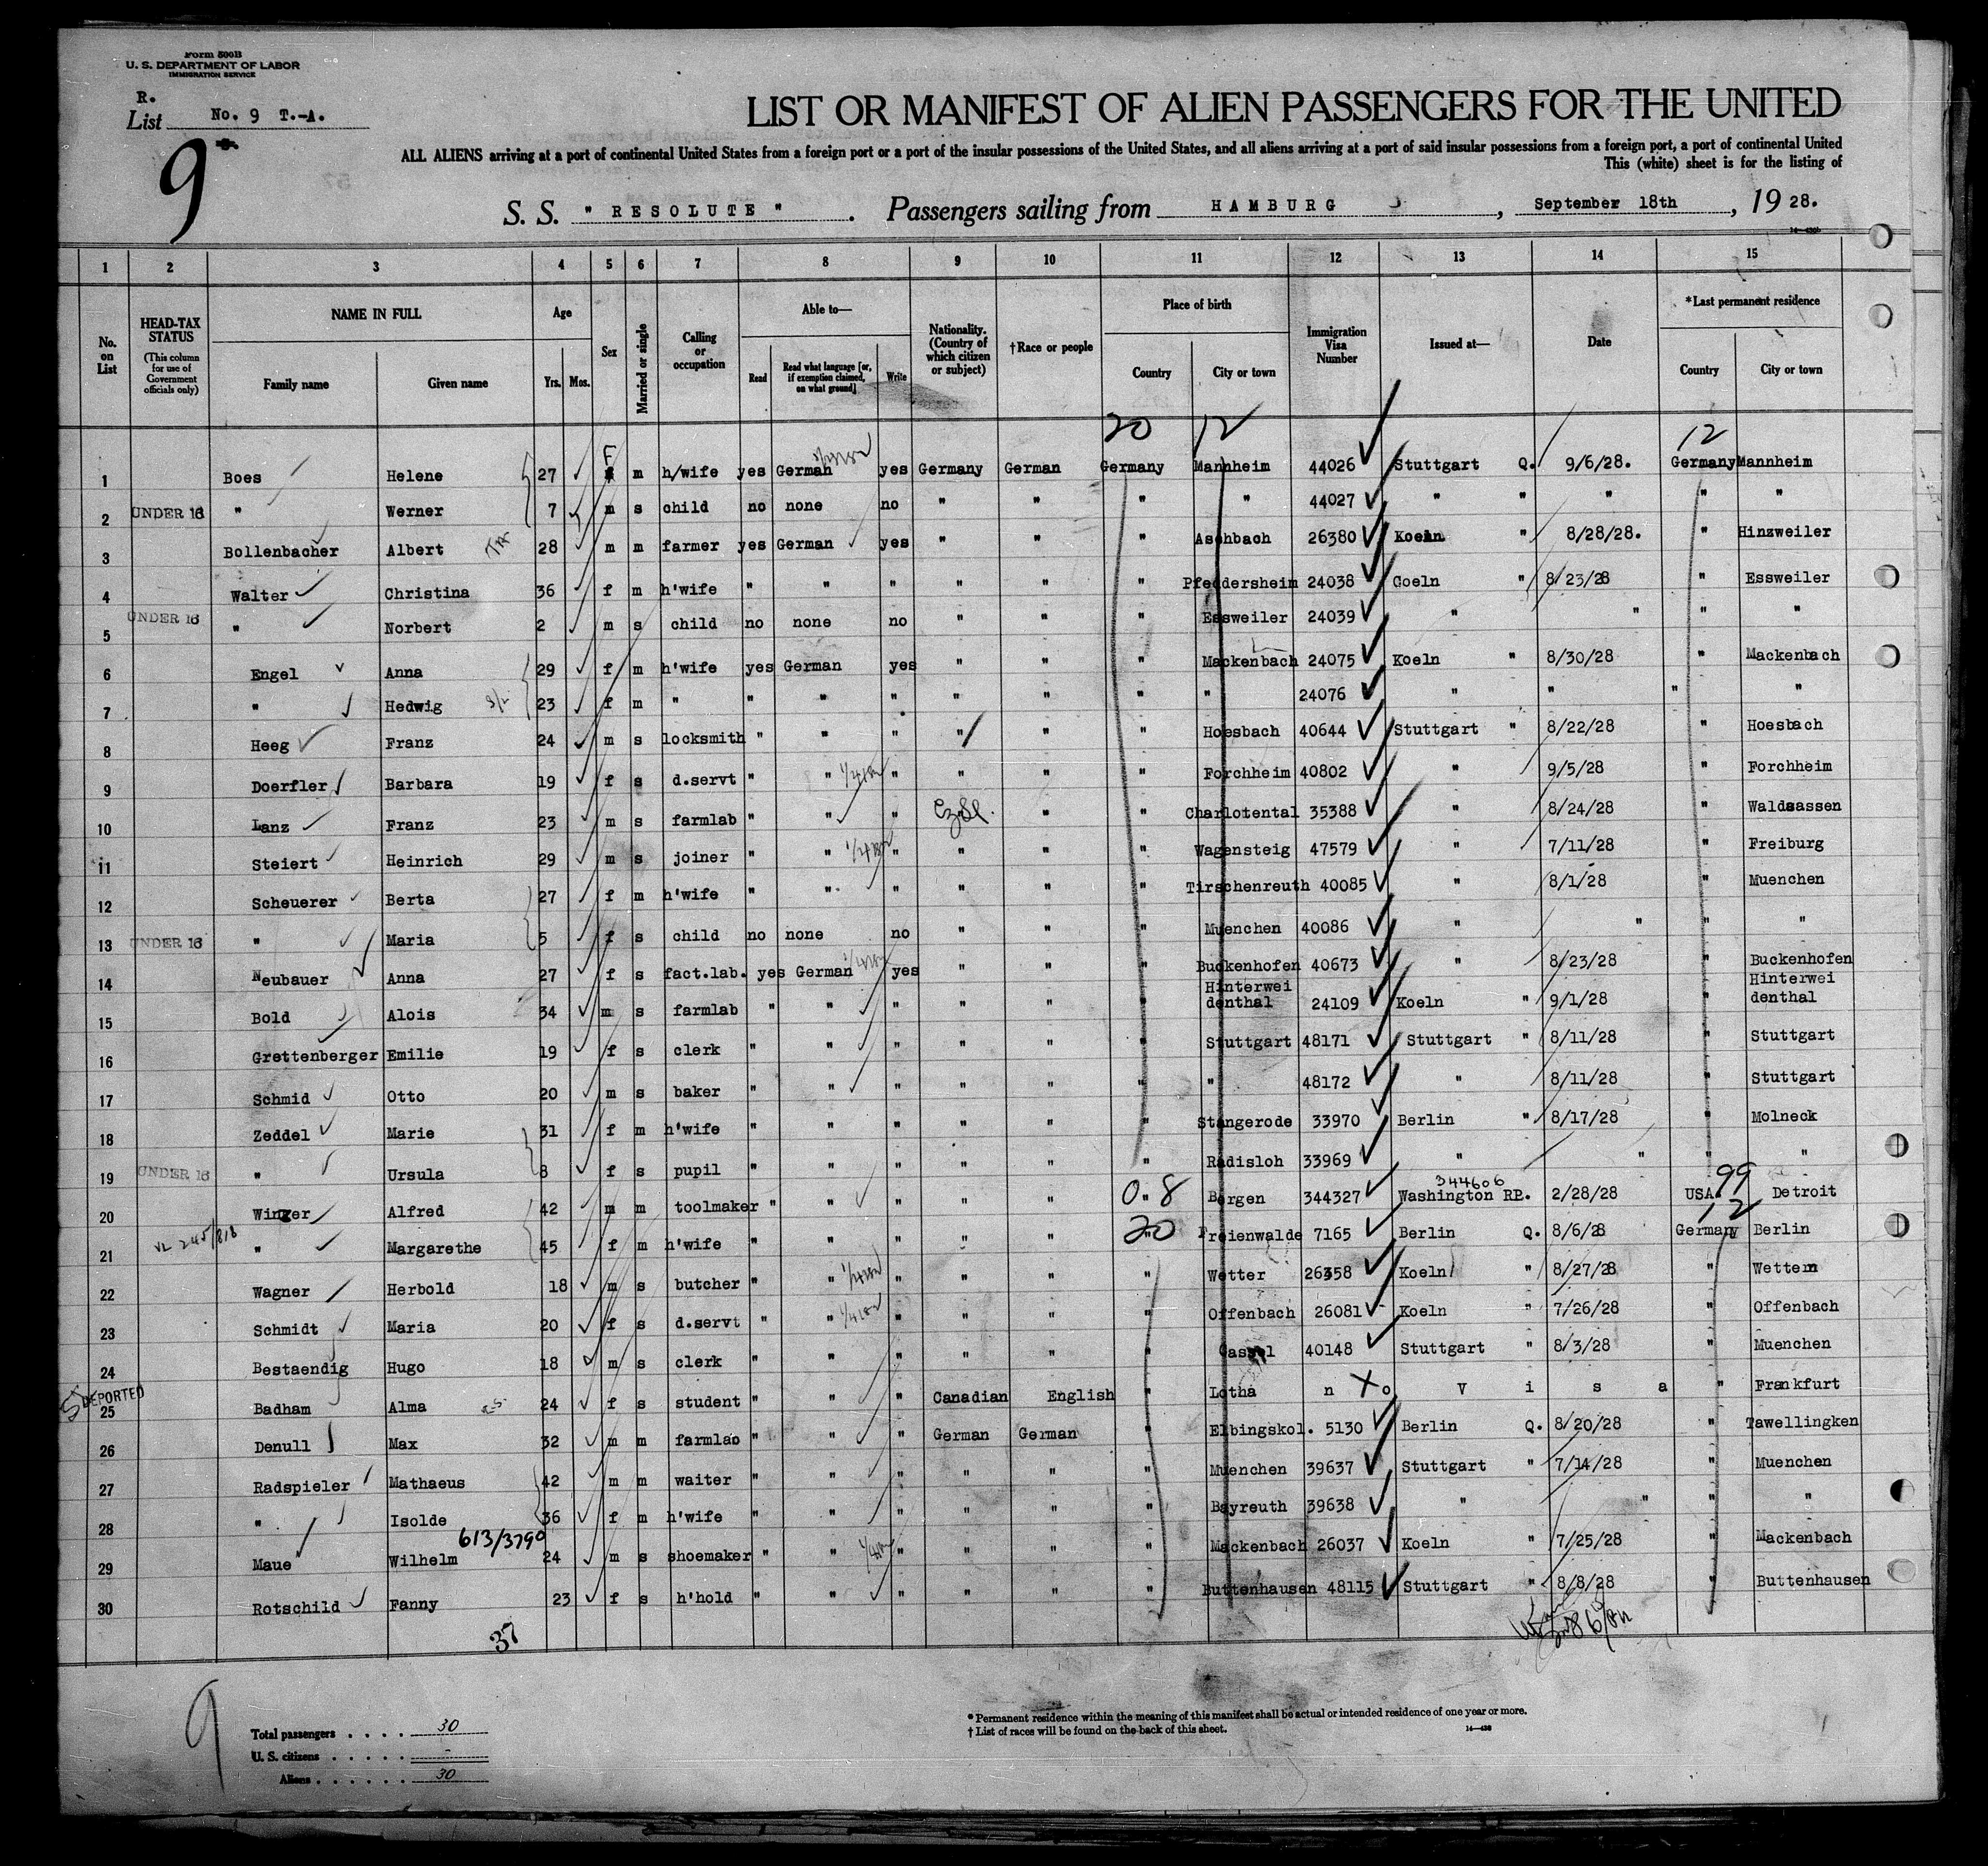 Form 500B
U. S. DEPARTMENT OF LABOR
IMMIGRATION SERVICE
R.
List No. 9 T.-A.
9
LIST OR MANIFEST OF ALIEN PASSENGERS FOR THE UNITED
ALL ALIENS arriving at a port of continental United States from a foreign port or a port of the insular possessions of the United States, and all aliens arriving at a port of said insular possessions from a foreign port, a port of continental United
This (white) sheet is for the listing of
S. S. " RESOLUTE " . Passengers sailing from HAMBURG , September 18th , 19 28.
1 2 3 4 5 6 7 8 9 10 11 12 13 14 15
No. on List
HEAD-TAX STATUS (This column for use of Government officials only)
NAME IN FULL
Family name Given name
Age
Yrs. Mos.
Sex
Married or single
Calling or occupation
Able to—
Read
Read what language [or, if exemption claimed, on what ground]
Write
Nationality. (Country of which citizen or subject)
†Race or people
Place of birth
Country City or town
Immigration Visa Number
Issued at—
Date
*Last permanent residence
Country City or town
20 12 12
1 Boes Helene 27 F m h/wife yes German yes Germany German Germany Mannheim 44026 Stuttgart Q. 9/6/28. Germany Mannheim
2 UNDER 16 " Werner 7 m s child no none no " " " " 44027 " " " " "
3 Bollenbacher Albert 28 m m farmer yes German yes " " " Aschbach 26380 Koeln " 8/28/28. " Hinzweiler
4 Walter Christina 36 f m h'wife " " " " " " Pfeddersheim 24038 Coeln " 8/23/28 " Essweiler
5 UNDER 16 " Norbert 2 m s child no none no " " " Essweiler 24039 " " " "
6 Engel Anna 29 f m h'wife yes German yes " " " Mackenbach 24075 Koeln " 8/30/28 " Mackenbach
7 " Hedwig 23 f m " " " " " " " " 24076 " " " " "
8 Heeg Franz 24 m s locksmith " " " " " " Hoesbach 40644 Stuttgart " 8/22/28 " Hoesbach
9 Doerfler Barbara 19 f s d.servt " " " " " " Forchheim 40802 " 9/5/28 " Forchheim
10 Lanz Franz 23 m s farmlab " " " " " Charlotental 35388 " 8/24/28 " Waldsassen
11 Steiert Heinrich 29 m s joiner " " " " " " Wagensteig 47579 " 7/11/28 " Freiburg
12 Scheuerer Berta 27 f m h'wife " " " " " " Tirschenreuth 40085 " 8/1/28 " Muenchen
13 UNDER 16 " Maria 5 f s child no none no " " " Muenchen 40086 " " " "
14 Neubauer Anna 27 f s fact.lab. yes German yes " " " Buckenhofen 40673 " 8/23/28 " Buckenhofen
15 Bold Alois 34 m s farmlab " " " " " " Hinterwei denthal 24109 Koeln " 9/1/28 " Hinterwei denthal
16 Grettenberger Emilie 19 f s clerk " " " " " " Stuttgart 48171 Stuttgart " 8/11/28 " Stuttgart
17 Schmid Otto 20 m s baker " " " " " " " 48172 " 8/11/28 " Stuttgart
18 Zeddel Marie 31 f m h'wife " " " " " " Stangerode 33970 Berlin " 8/17/28 " Molneck
19 UNDER 16 " Ursula 8 f s pupil " " " " " " Radisloh 33969 " " " "
344606 99
20 Winger Alfred 42 m m toolmaker " " " " " 08 Bergen 344327 Washington RP. 2/28/28 USA. Detroit
21 " Margarethe 45 f m h'wife " " " " " 20 Freienwalde 7165 Berlin Q. 8/6/28 12 Germany Berlin
22 Wagner Herbold 18 m s butcher " " " " " " Wetter 26358 Koeln " 8/27/28 " Wettern
23 Schmidt Maria 20 f s d.servt " " " " " " Offenbach 26081 Koeln " 7/26/28 " Offenbach
24 Bestaendig Hugo 18 m s clerk " " " " " " Cassel 40148 Stuttgart " 8/3/28 " Muenchen
25 DEPORTED Badham Alma 24 f s student " " " Canadian English " Lotha n o V i s a " Frankfurt
26 Denull Max 32 m m farmlab " " " German German " Elbingskol. 5130 Berlin Q. 8/20/28 " Tawellingken
27 Radspieler Mathaeus 42 m m waiter " " " " " " Muenchen 39637 Stuttgart " 7/14/28 " Muenchen
28 " Isolde 36 f m h'wife " " " " " " Bayreuth 39638 " " " "
613/3790
29 Maue Wilhelm 24 m s shoemaker " " " " " " Mackenbach 26037 Koeln " 7/25/28 " Mackenbach
30 Rotschild Fanny 23 f s h'hold " " " " " " Buttenhausen 48115 Stuttgart " 8/8/28 " Buttenhausen
37
9
Total passengers . . . . 30
U. S. citizens . . . . . -
Aliens . . . . . . 30
* Permanent residence within the meaning of this manifest shall be actual or intended residence of one year or more.
† List of races will be found on the back of this sheet.
14—436